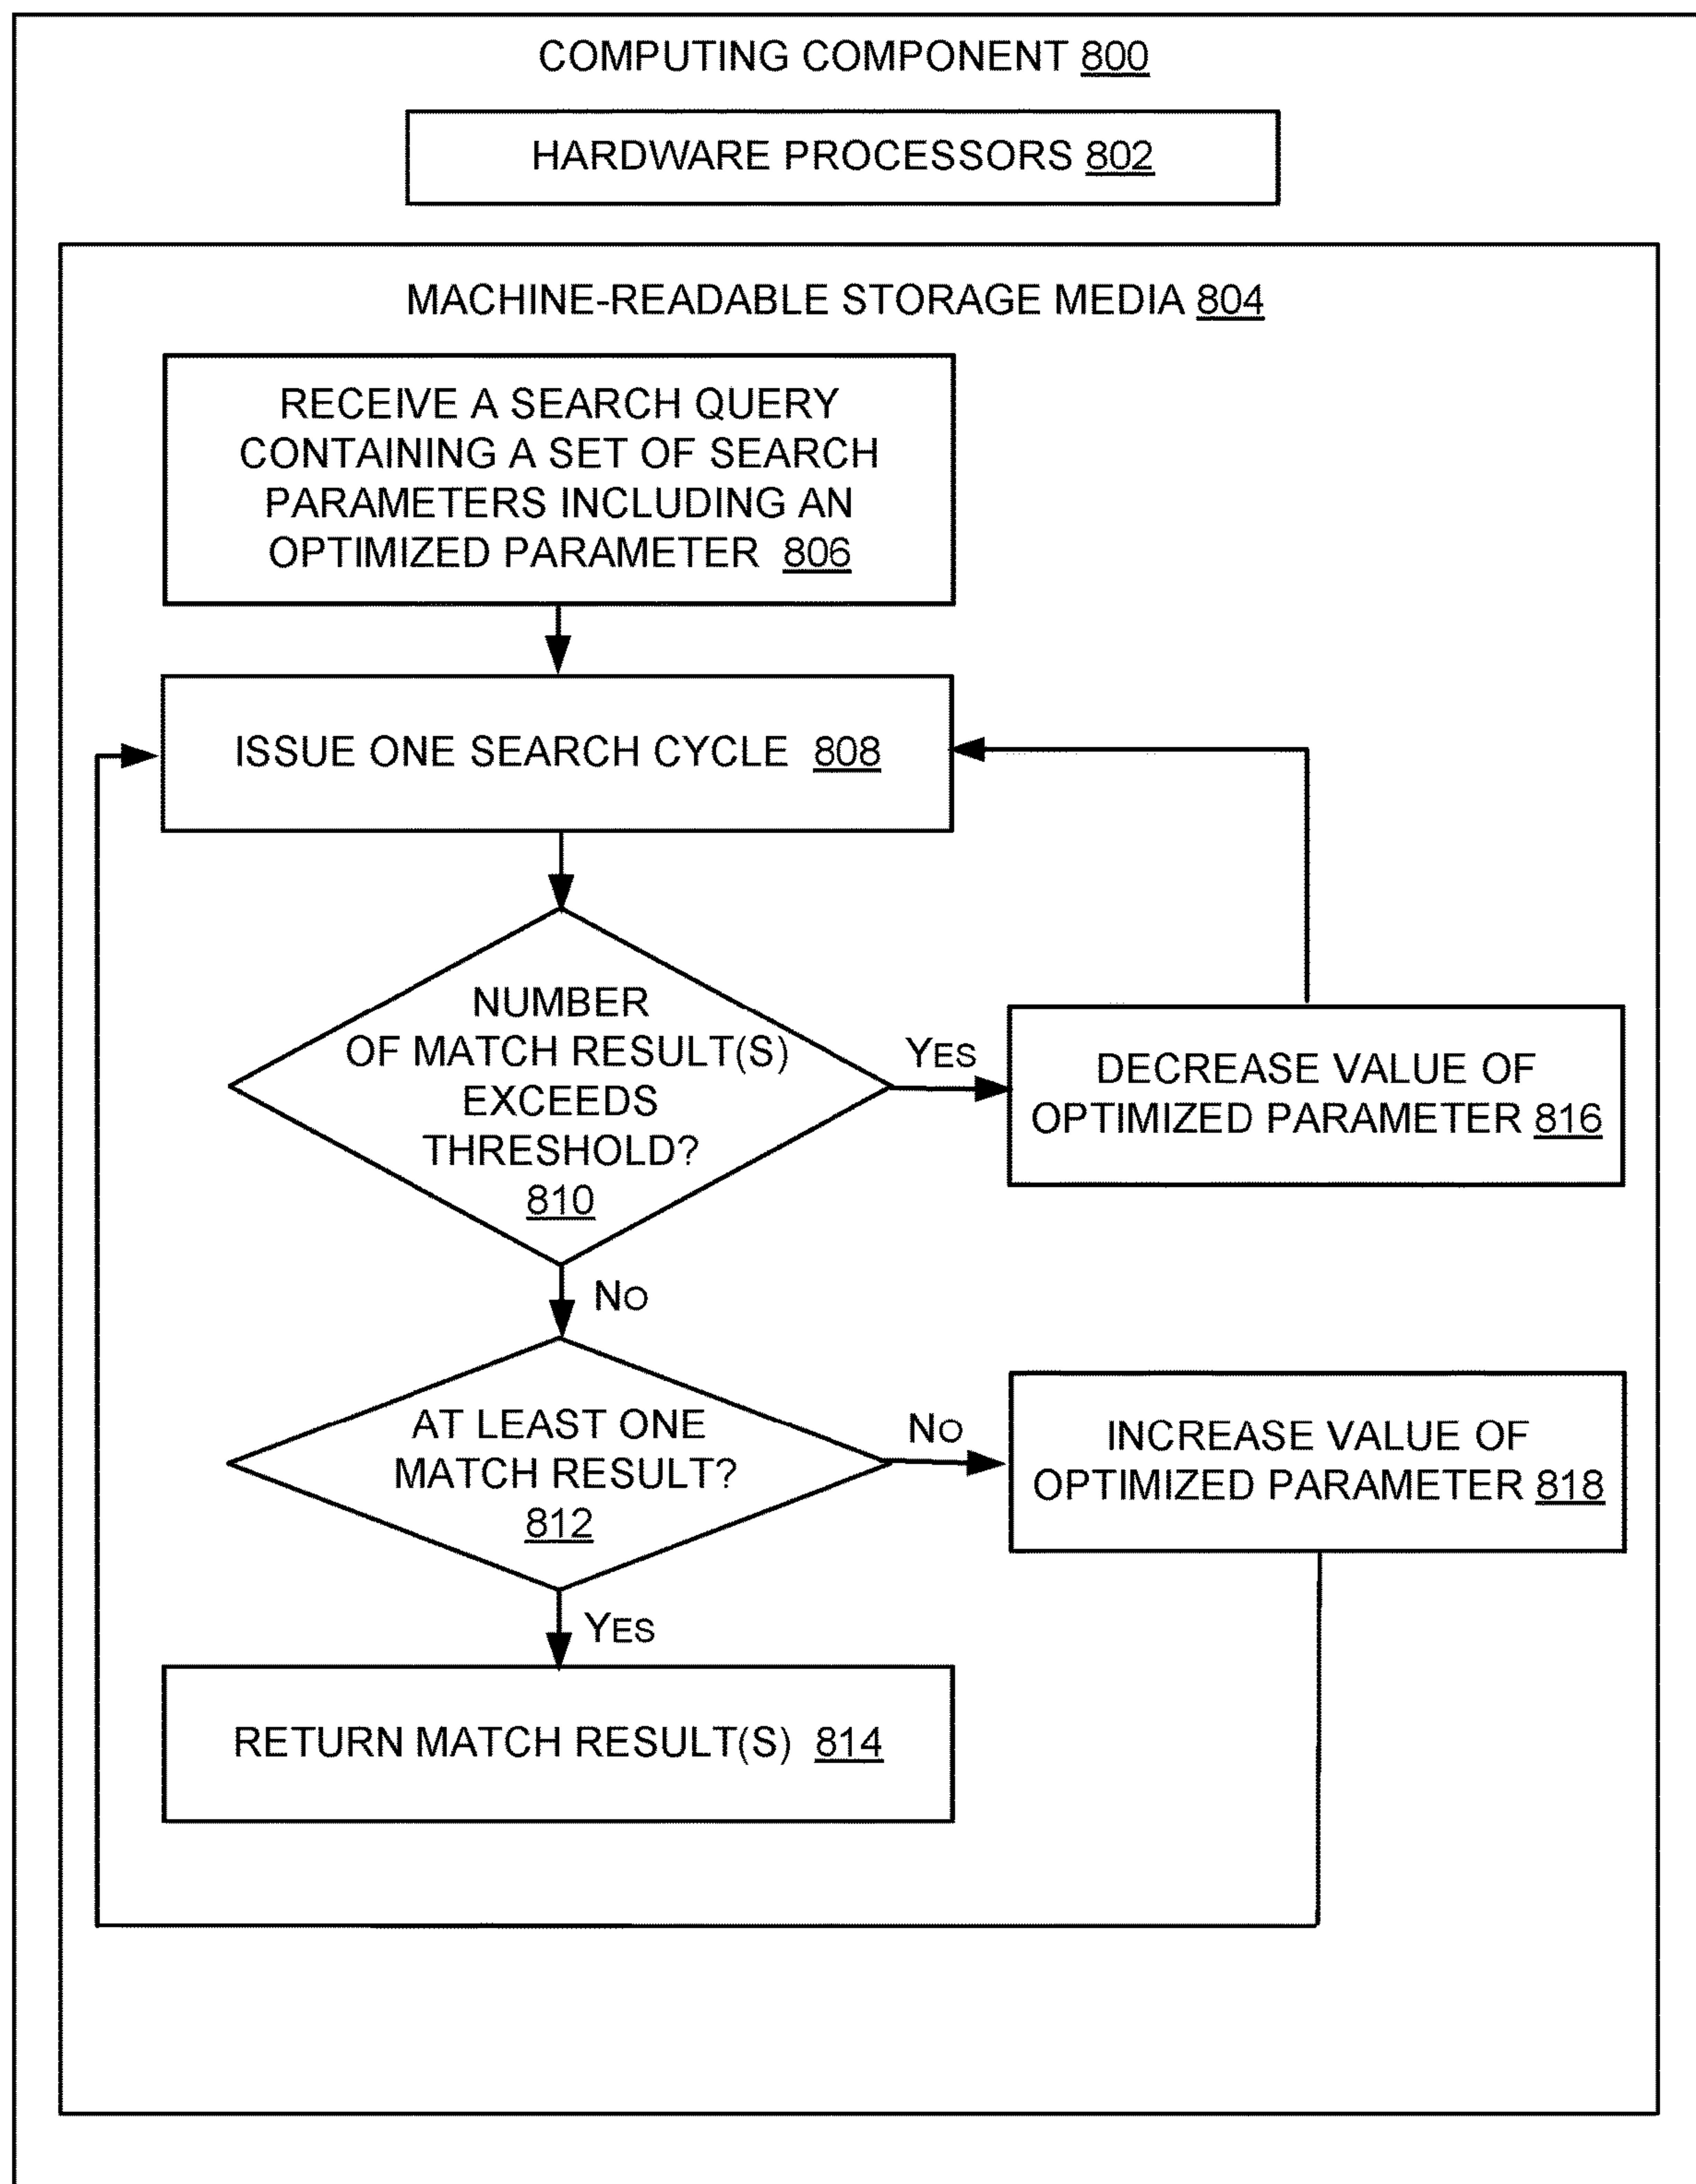 COMPUTING COMPONENT 800
HARDWARE PROCESSORS 802
MACHINE-READABLE STORAGE MEDIA 804
RECEIVE A SEARCH QUERY
CONTAINING A SET OF SEARCH
PARAMETERS INCLUDING AN
OPTIMIZED PARAMETER 806
ISSUE ONE SEARCH CYCLE 808
NUMBER
OF MATCH RESULT(S)
EXCEEDS
THRESHOLD?
810
YES
DECREASE VALUE OF
OPTIMIZED PARAMETER 816
NO
AT LEAST ONE
MATCH RESULT?
812
NO
INCREASE VALUE OF
OPTIMIZED PARAMETER 818
YES
RETURN MATCH RESULT(S) 814